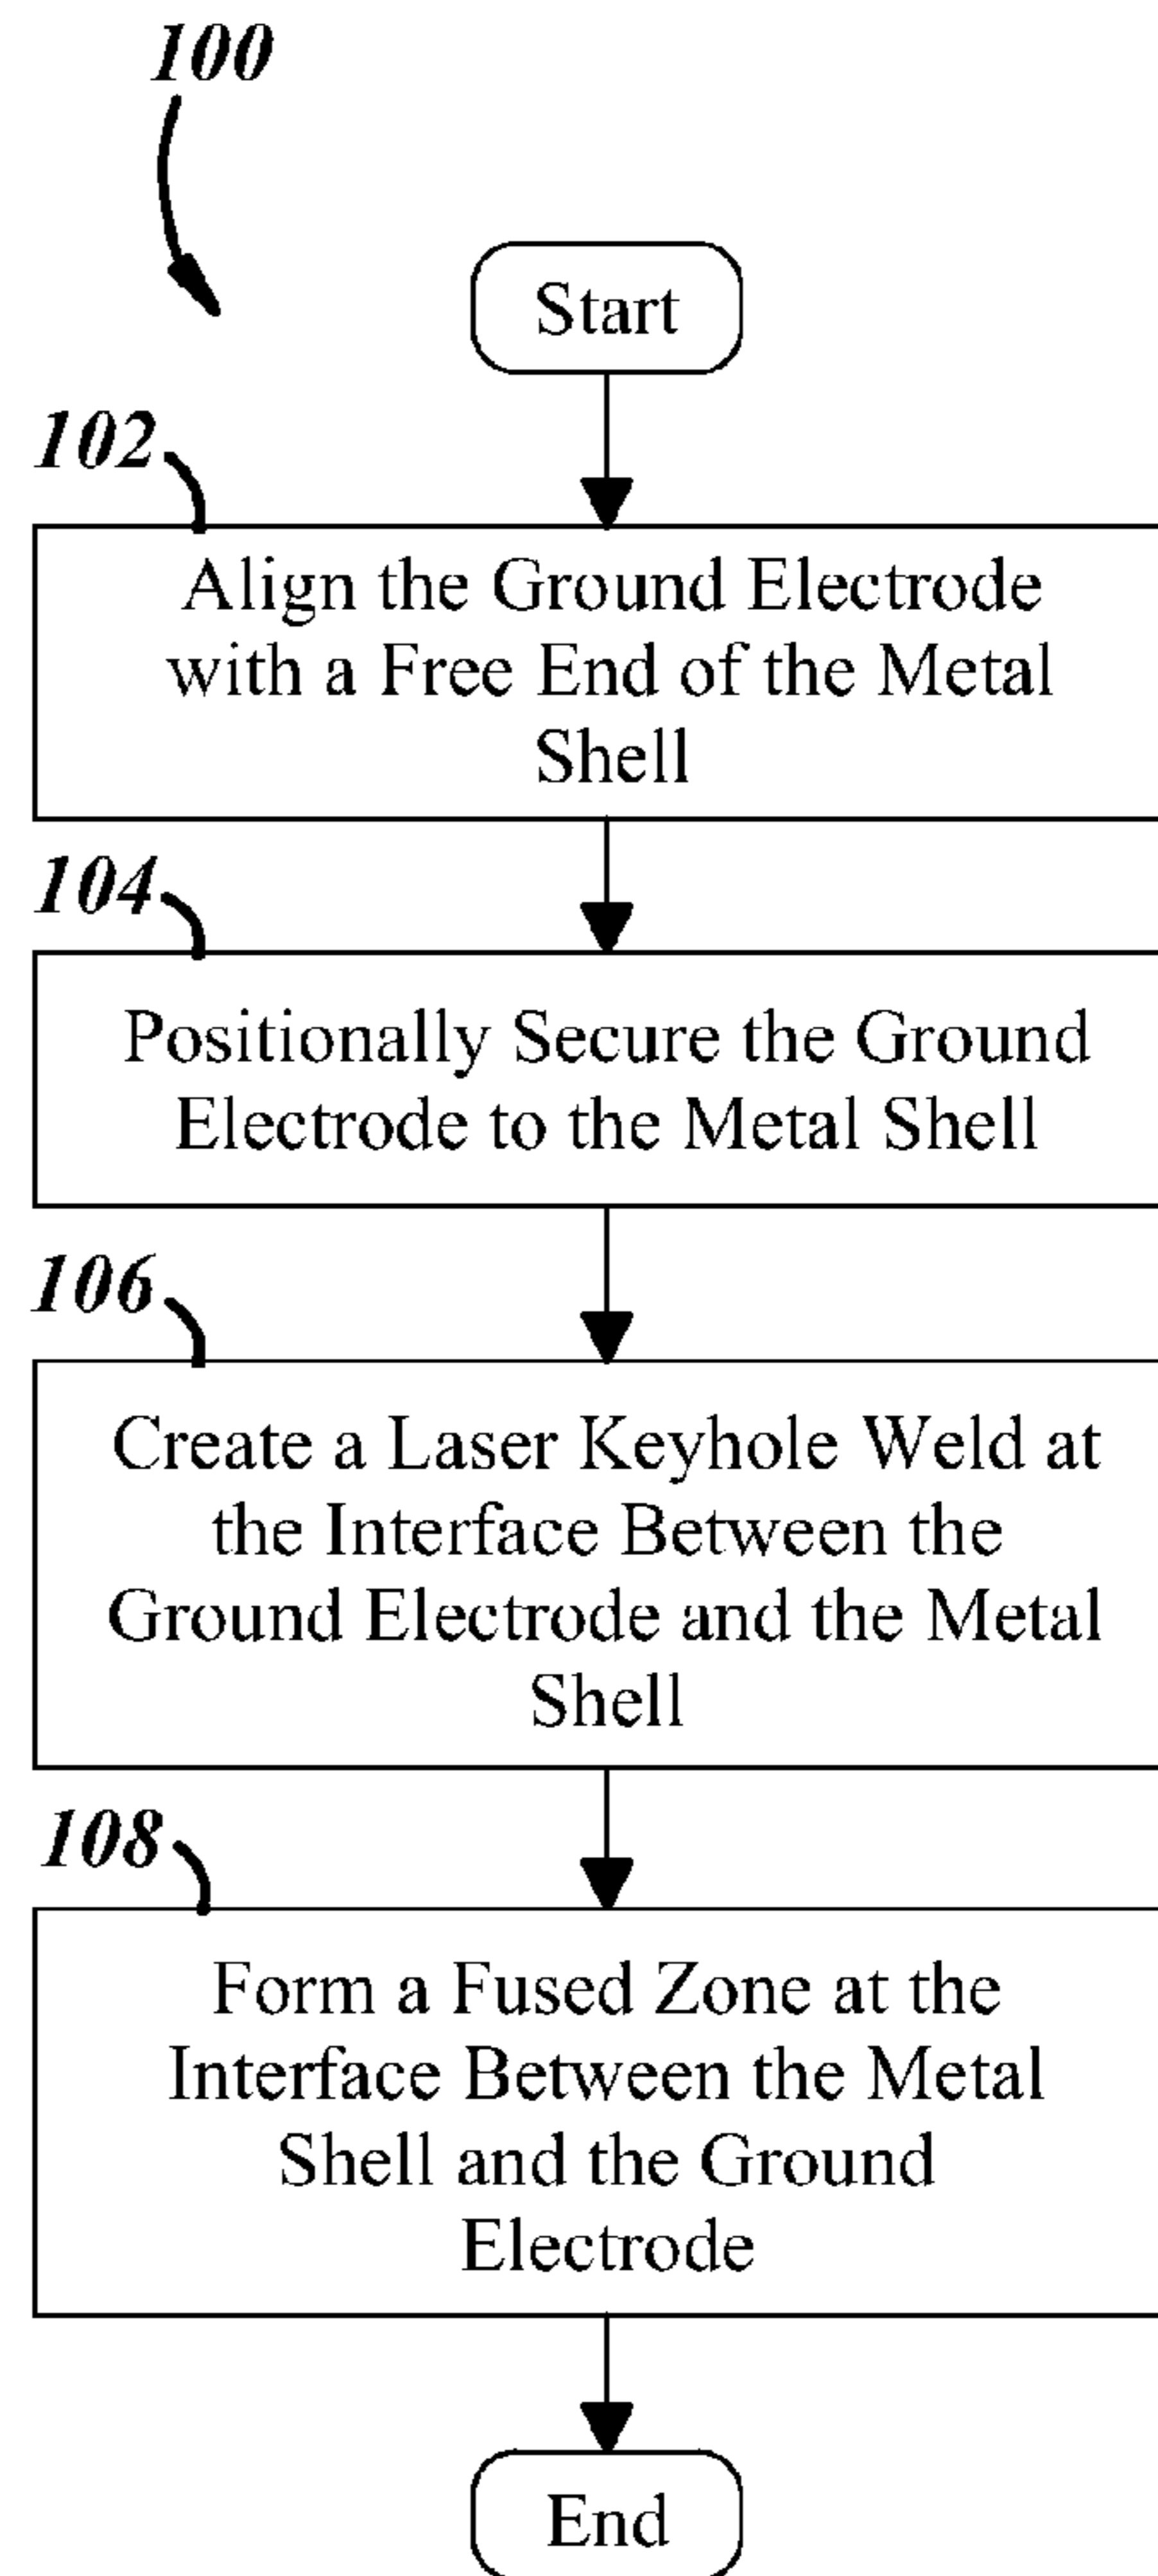 100
Start
102
Align the Ground Electrode
with a Free End of the Metal
Shell
104
Positionally Secure the Ground
Electrode to the Metal Shell
106
Create a Laser Keyhole Weld at
the Interface Between the
Ground Electrode and the Metal
Shell
108
Form a Fused Zone at the
Interface Between the Metal
Shell and the Ground
Electrode
End